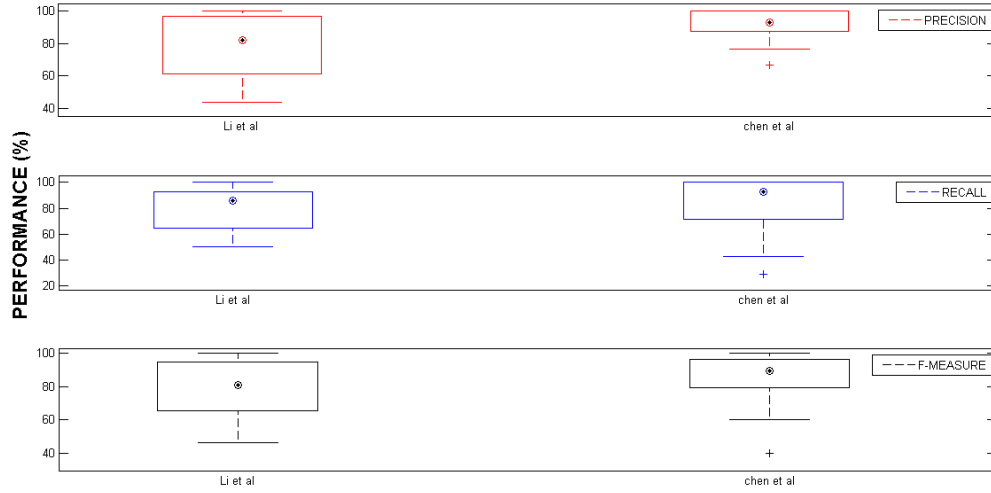 PERFORMANCE (%)
100
80
60
40
PRECISION
Li et al
chen et al
100
80
60
40
20
RECALL
Li et al
chen et al
100
80
60
40
F-MEASURE
Li et al
chen et al